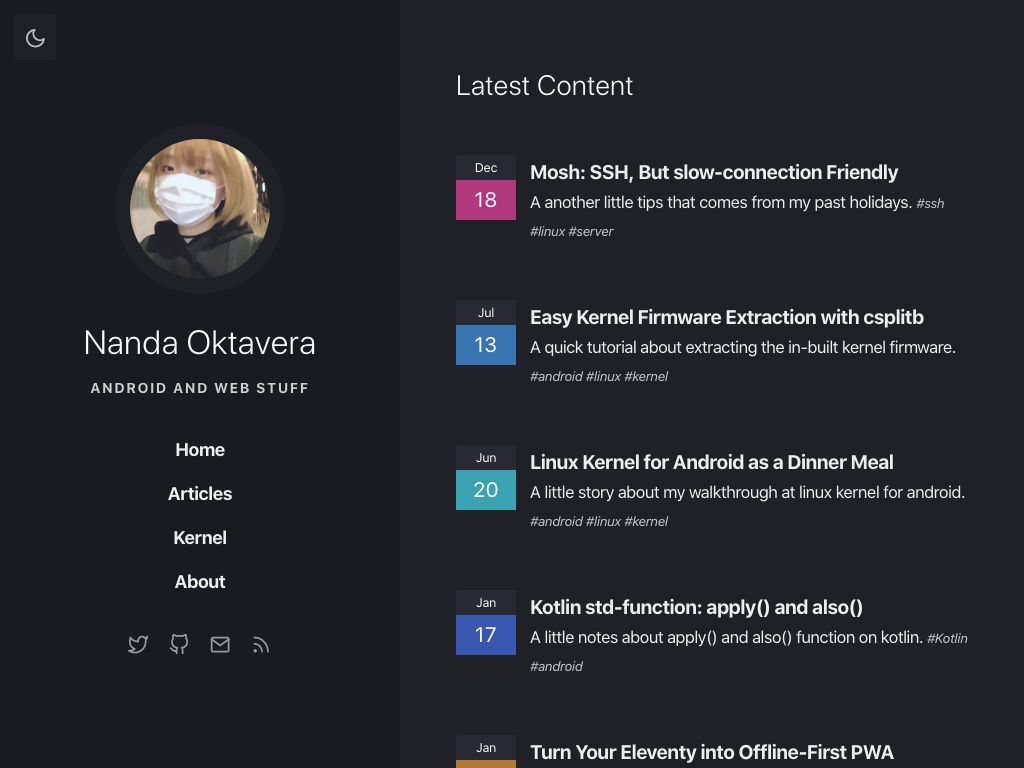 Nanda Oktavera
ANDROID AND WEB STUFF
Home
Articles
Kernel
About
Latest Content
Dec
18
Mosh: SSH, But slow-connection Friendly
A another little tips that comes from my past holidays. #ssh
#linux #server
Jul
13
Easy Kernel Firmware Extraction with csplitb
A quick tutorial about extracting the in-built kernel firmware.
#android #linux #kernel
Jun
20
Linux Kernel for Android as a Dinner Meal
A little story about my walkthrough at linux kernel for android.
#android #linux #kernel
Jan
17
Kotlin std-function: apply() and also()
A little notes about apply() and also() function on kotlin. #Kotlin
#android
Jan
Turn Your Eleventy into Offline-First PWA